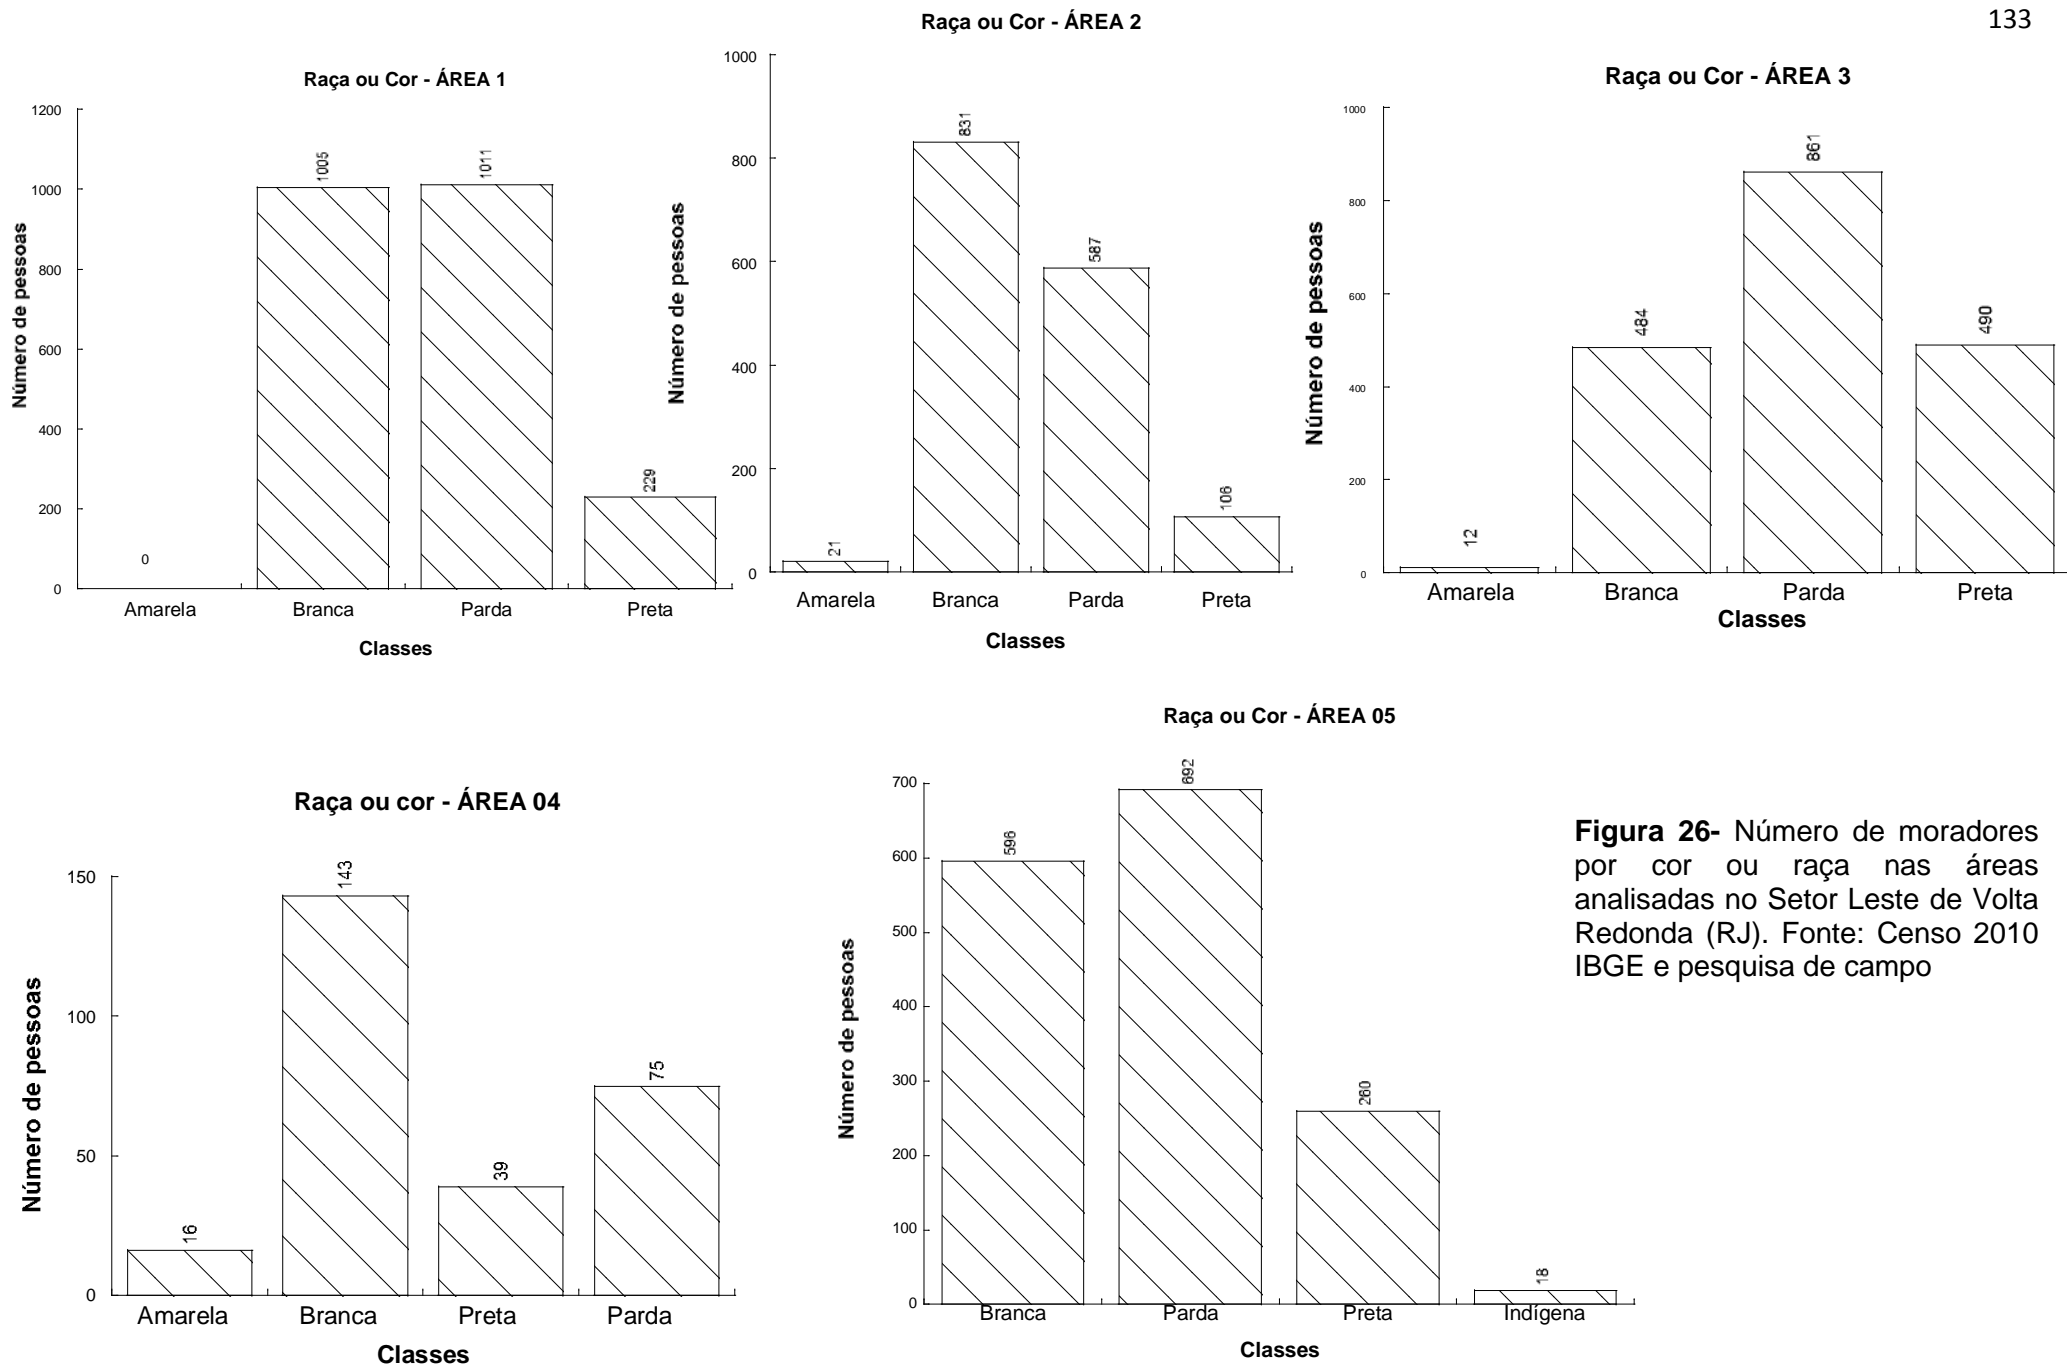 133
Raça ou Cor - ÁREA 1
Número de pessoas
1200
1000
800
600
400
200
0
0
1005
1011
229
Amarela Branca Parda Preta
Classes
Raça ou Cor - ÁREA 2
Número de pessoas
1000
800
600
400
200
0
21
831
587
106
Amarela Branca Parda Preta
Classes
Raça ou Cor - ÁREA 3
Número de pessoas
1000
800
600
400
200
0
12
484
861
490
Amarela Branca Parda Preta
Classes
Raça ou cor - ÁREA 04
Número de pessoas
150
100
50
0
16
143
39
75
Amarela Branca Preta Parda
Classes
Raça ou Cor - ÁREA 05
Número de pessoas
700
600
500
400
300
200
100
0
596
692
260
18
Branca Parda Preta Indígena
Classes
Figura 26- Número de moradores
por cor ou raça nas áreas
analisadas no Setor Leste de Volta
Redonda (RJ). Fonte: Censo 2010
IBGE e pesquisa de campo